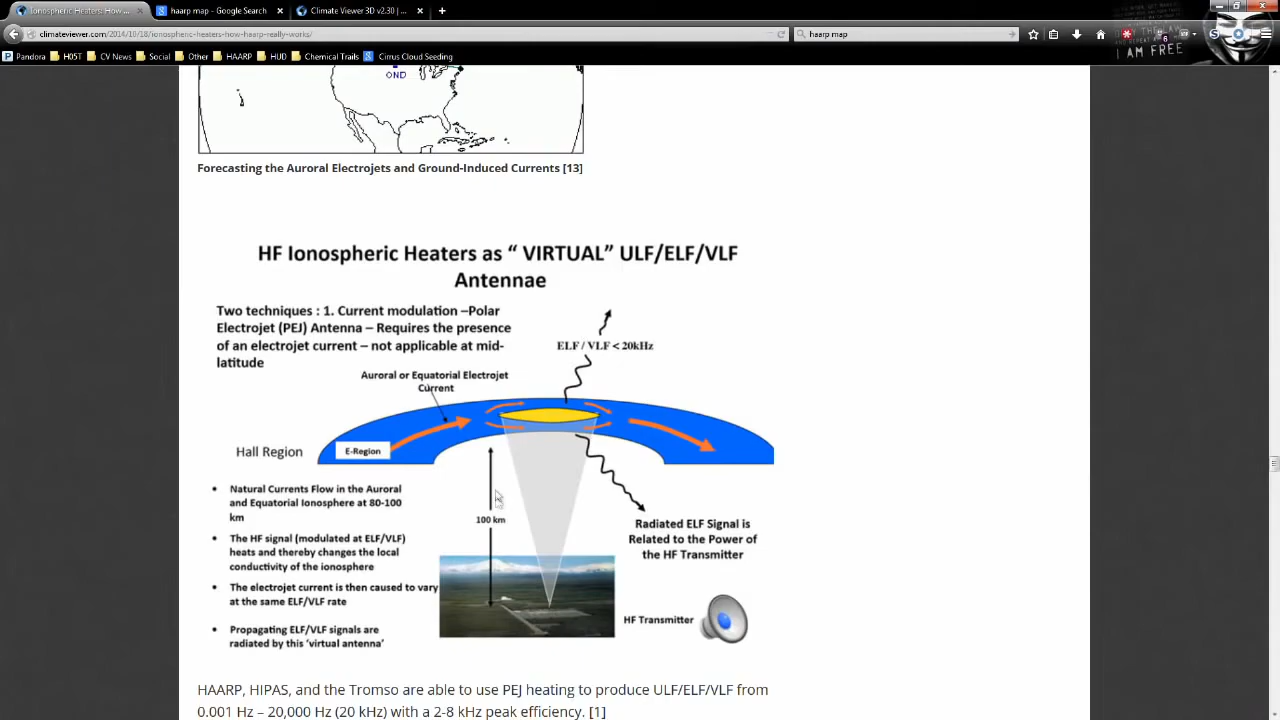 Ionospheric Heaters: How ...
haarp map - Google Search
Climate Viewer 3D v2.30 | ...
climateviewer.com/2014/10/18/ionospheric-heaters-how-haarp-really-works/
haarp map
I AM FREE
Pandora
H05T
CV News
Social
Other
HAARP
HUD
Chemical Trails
Cirrus Cloud Seeding
OND
Forecasting the Auroral Electrojets and Ground-Induced Currents [13]
HF Ionospheric Heaters as “ VIRTUAL” ULF/ELF/VLF
Antennae
Two techniques : 1. Current modulation –Polar
Electrojet (PEJ) Antenna – Requires the presence
of an electrojet current – not applicable at mid-
latitude
ELF / VLF < 20kHz
Auroral or Equatorial Electrojet
Current
Hall Region
E-Region
Natural Currents Flow in the Auroral
and Equatorial Ionosphere at 80-100
km
The HF signal (modulated at ELF/VLF)
heats and thereby changes the local
conductivity of the ionosphere
The electrojet current is then caused to vary
at the same ELF/VLF rate
Propagating ELF/VLF signals are
radiated by this ‘virtual antenna’
100 km
Radiated ELF Signal is
Related to the Power of
the HF Transmitter
HF Transmitter
HAARP, HIPAS, and the Tromso are able to use PEJ heating to produce ULF/ELF/VLF from
0.001 Hz – 20,000 Hz (20 kHz) with a 2-8 kHz peak efficiency. [1]